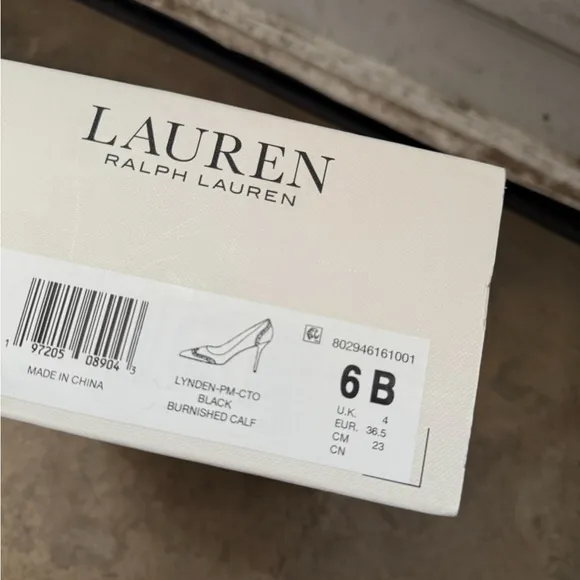 LAUREN
RALPH LAUREN
1 97205 08904 3
MADE IN CHINA
LYNDEN-PM-CTO
BLACK
BURNISHED CALF
802946161001
6 B
U.K. 4
EUR. 36.5
CM 23
CN